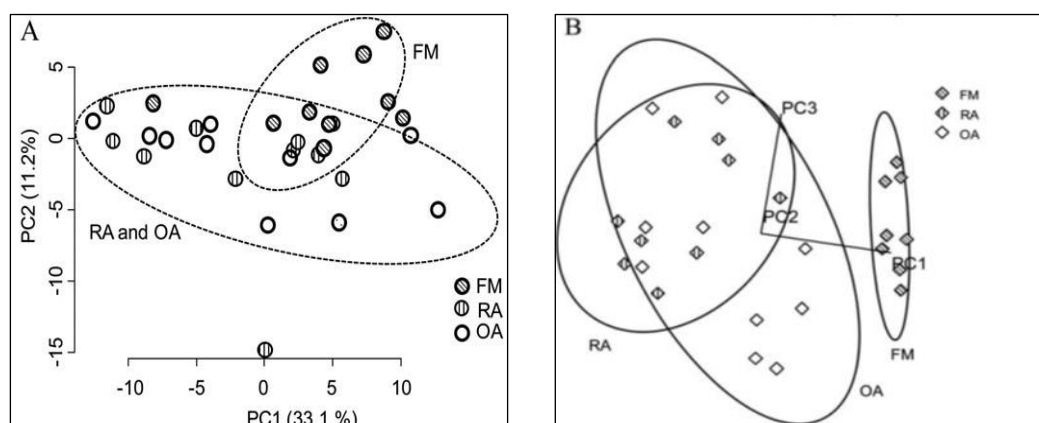 A
FM
5
0
-5
-10
-15
PC2 (11.2%)
RA and OA
FM
RA
OA
-10
-5
0
5
10
PC1 (33.1 %)
B
FM
RA
OA
PC3
PC2
PC1
RA
FM
OA